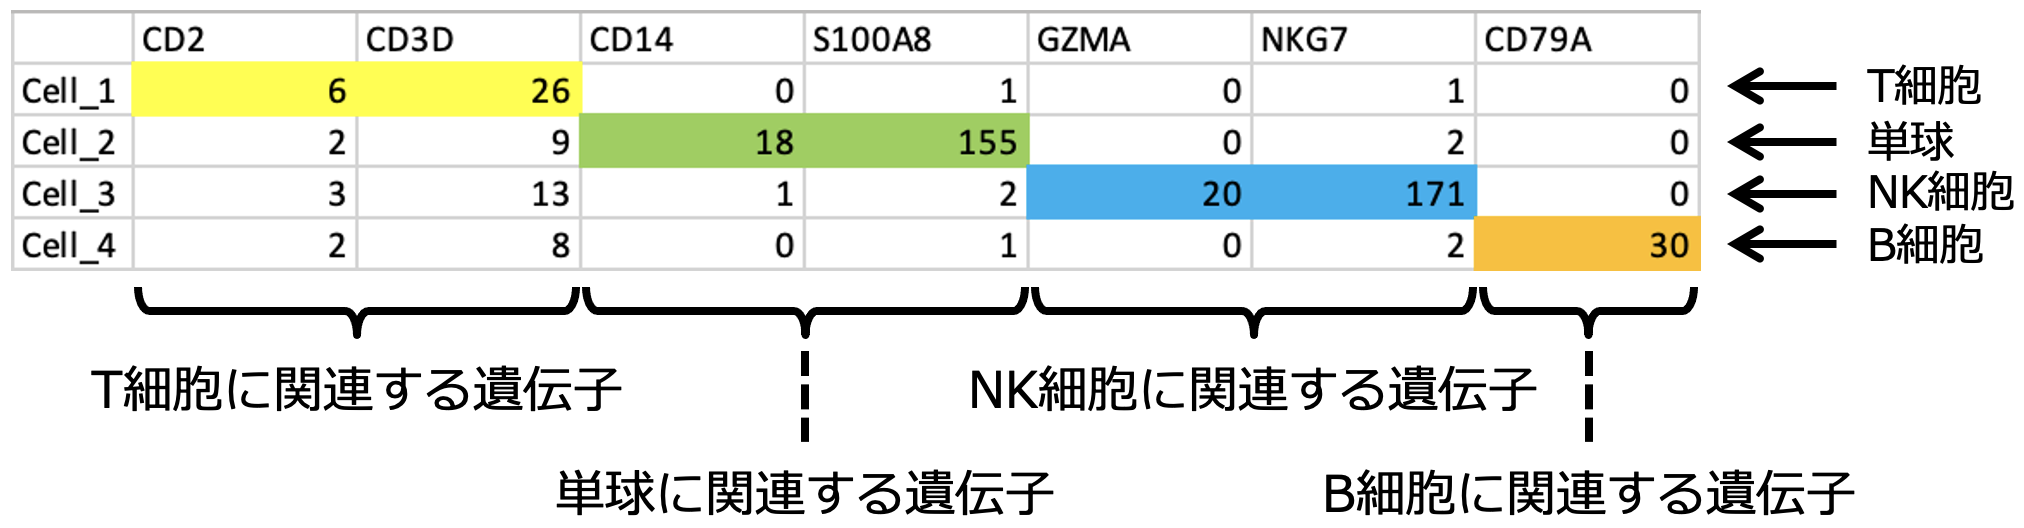 CD2 CD3D CD14 S100A8 GZMA NKG7 CD79A
Cell_1 6 26 0 1 0 1 0 T細胞
Cell_2 2 9 18 155 0 2 0 単球
Cell_3 3 13 1 2 20 171 0 NK細胞
Cell_4 2 8 0 1 0 2 30 B細胞
T細胞に関連する遺伝子 NK細胞に関連する遺伝子
単球に関連する遺伝子 B細胞に関連する遺伝子